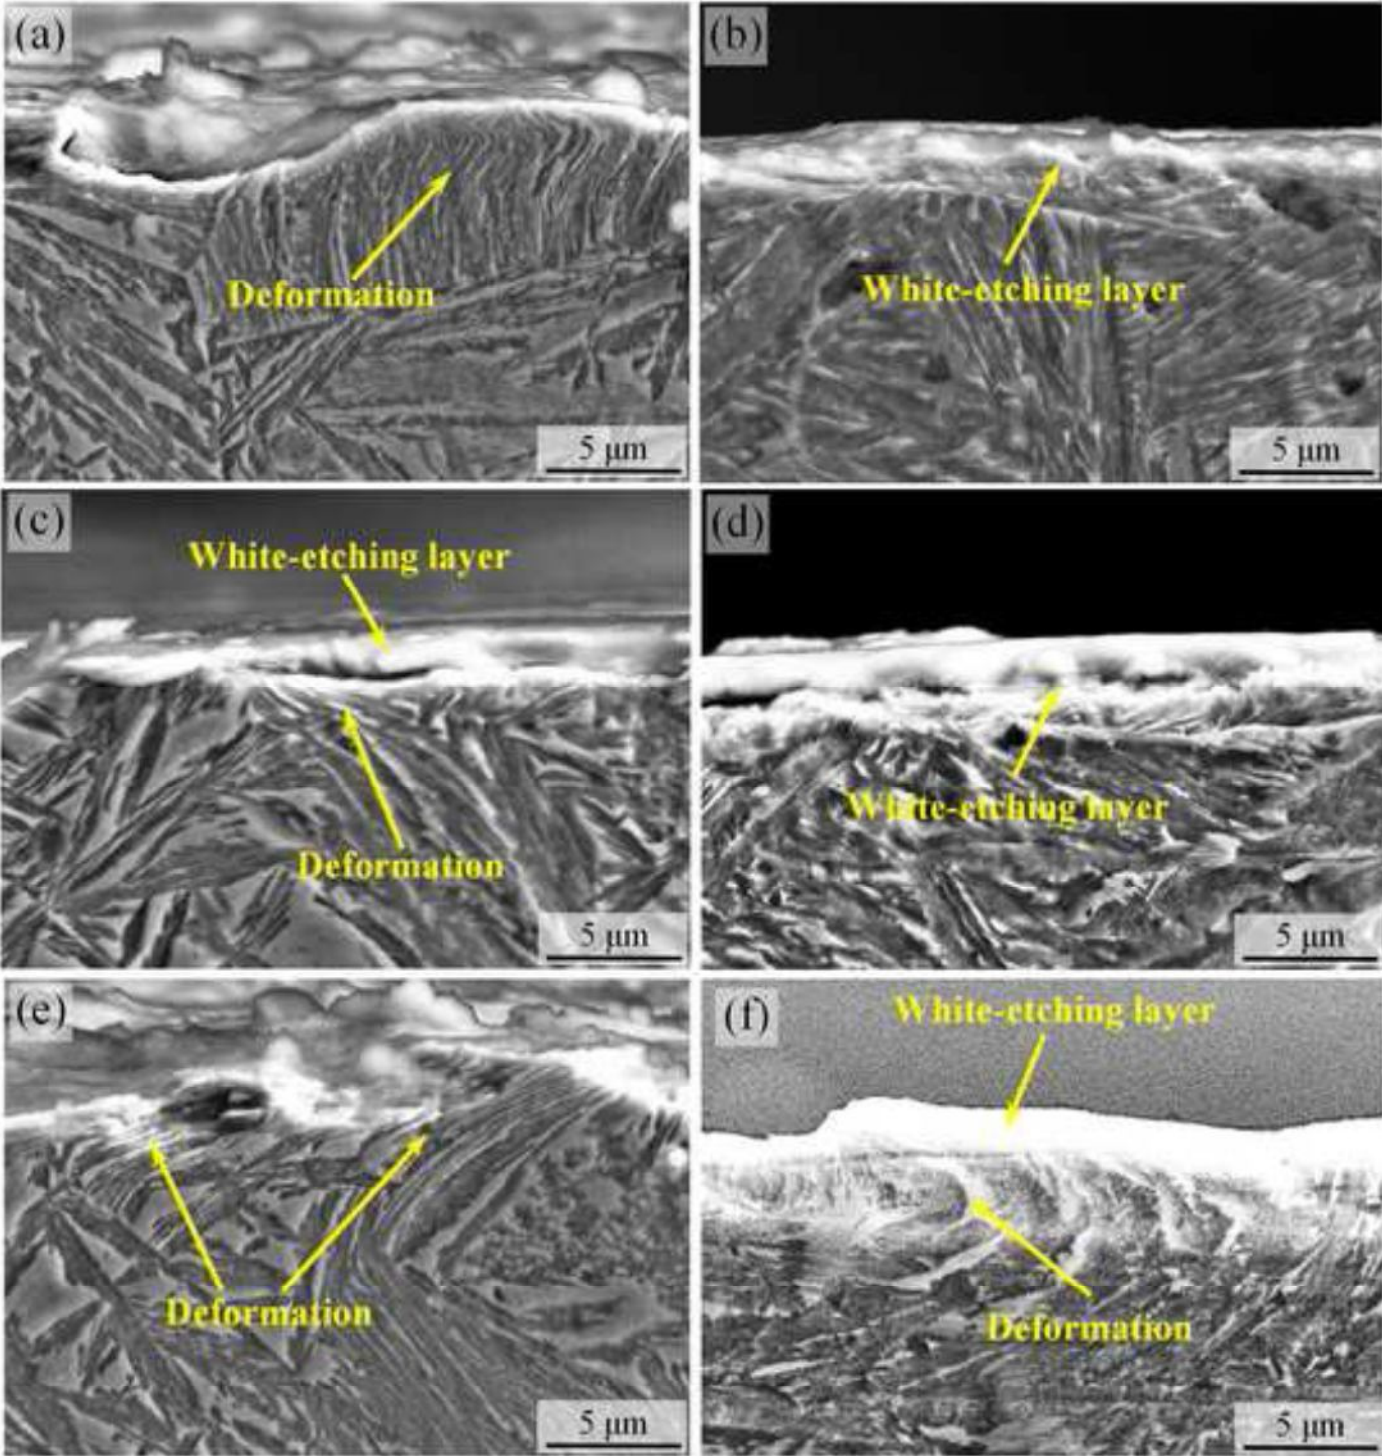 (a)
Deformation
5 μm
(b)
White-etching layer
5 μm
(c)
White-etching layer
Deformation
5 μm
(d)
White-etching layer
5 μm
(e)
Deformation
5 μm
(f)
White-etching layer
Deformation
5 μm